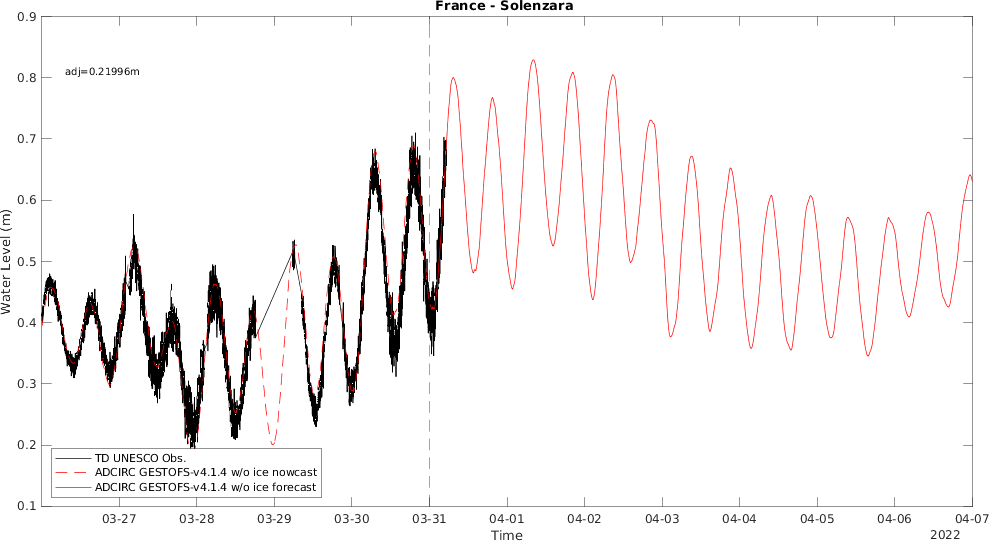 France - Solenzara
adj=0.21996m
0.9
0.8
0.7
0.6
0.5
0.4
0.3
0.2
0.1
Water Level (m)
TD UNESCO Obs.
ADCIRC GESTOFS-v4.1.4 w/o ice nowcast
ADCIRC GESTOFS-v4.1.4 w/o ice forecast
03-27 03-28 03-29 03-30 03-31 04-01 04-02 04-03 04-04 04-05 04-06 04-07
Time
2022